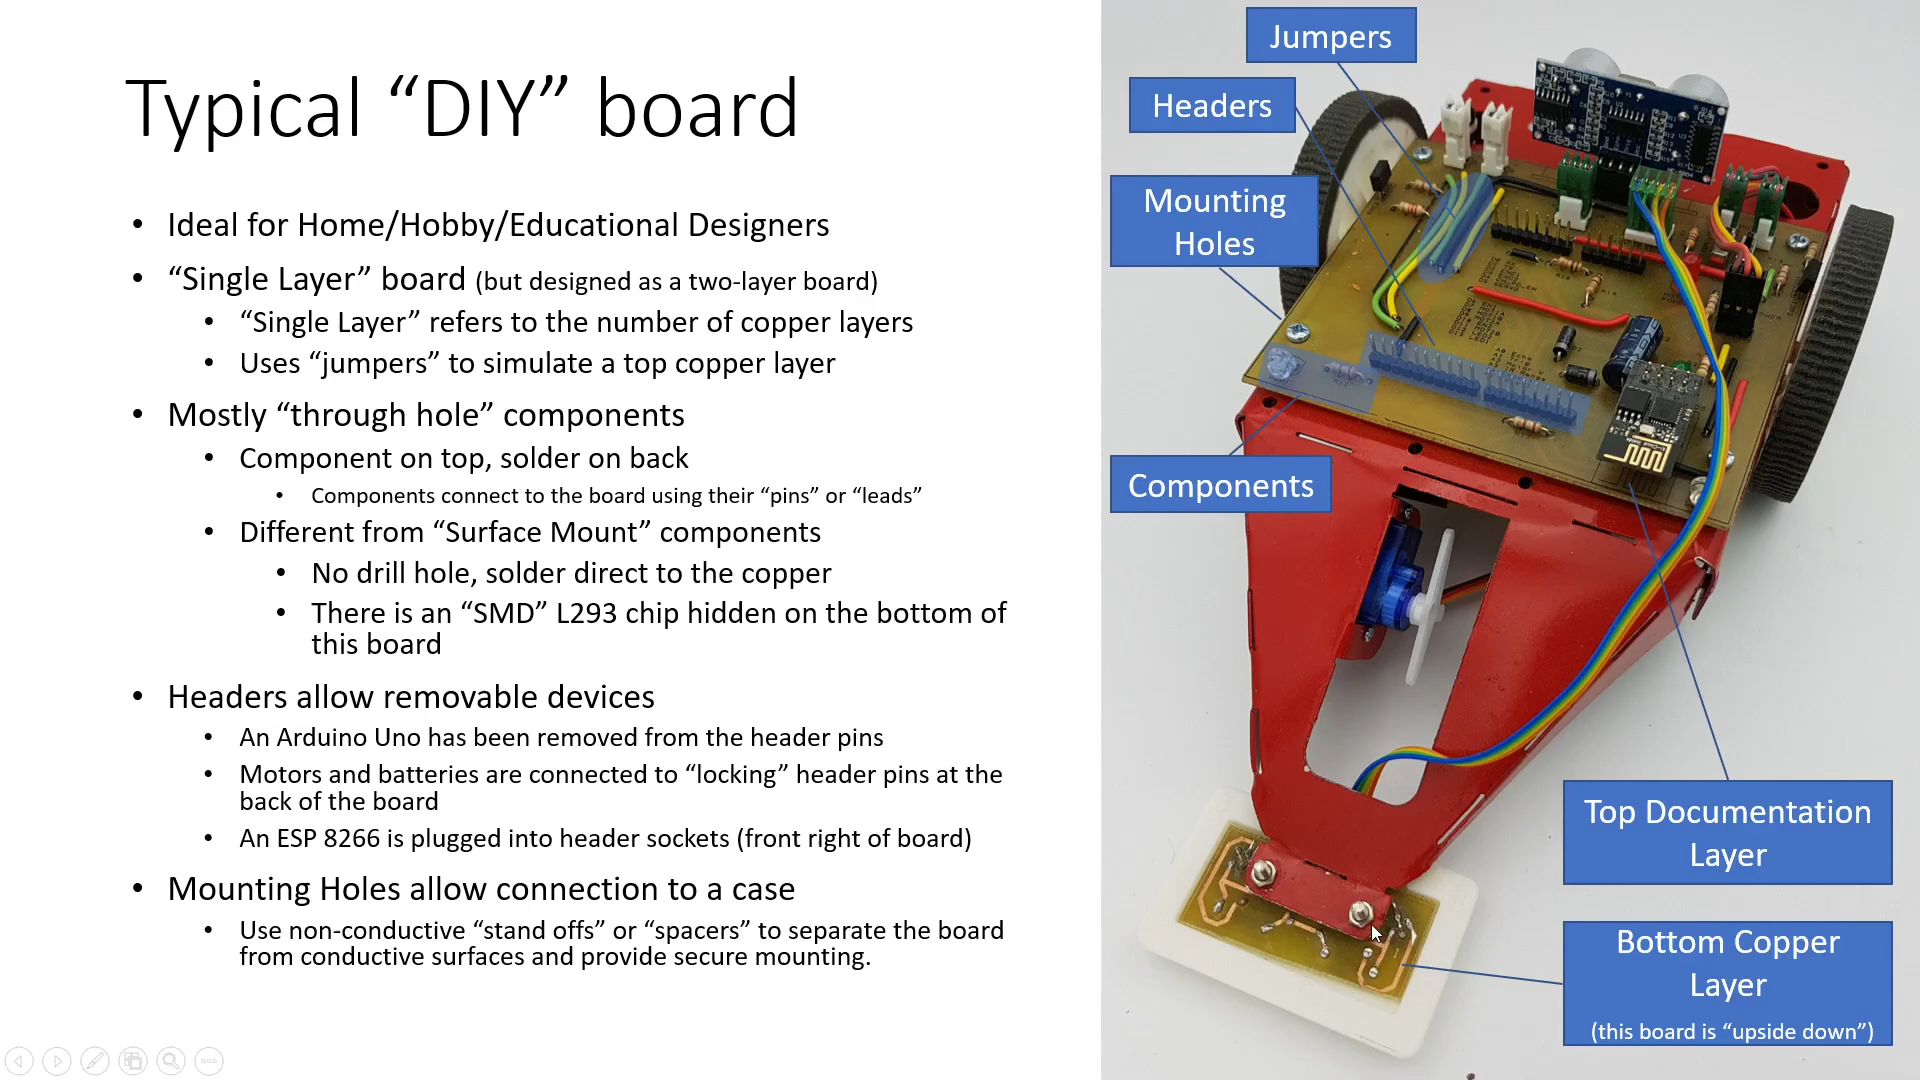 Typical “DIY” board
• Ideal for Home/Hobby/Educational Designers
• “Single Layer” board (but designed as a two-layer board)
• “Single Layer” refers to the number of copper layers
• Uses “jumpers” to simulate a top copper layer
• Mostly “through hole” components
• Component on top, solder on back
• Components connect to the board using their “pins” or “leads”
• Different from “Surface Mount” components
• No drill hole, solder direct to the copper
• There is an “SMD” L293 chip hidden on the bottom of
this board
• Headers allow removable devices
• An Arduino Uno has been removed from the header pins
• Motors and batteries are connected to “locking” header pins at the
back of the board
• An ESP 8266 is plugged into header sockets (front right of board)
• Mounting Holes allow connection to a case
• Use non-conductive “stand offs” or “spacers” to separate the board
from conductive surfaces and provide secure mounting.
Jumpers
Headers
Mounting
Holes
Components
Top Documentation
Layer
Bottom Copper
Layer
(this board is “upside down”)